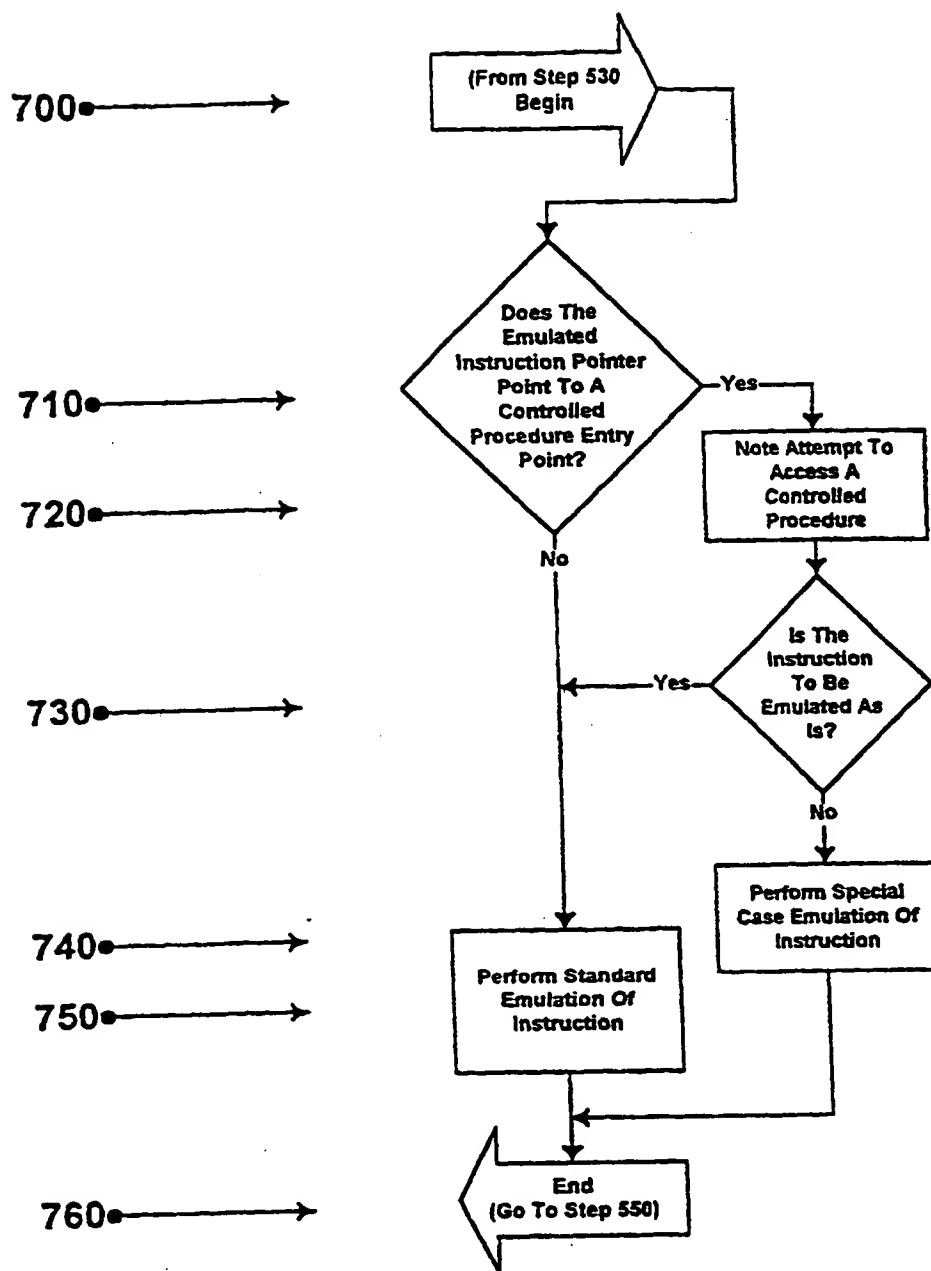 700
(From Step 530
Begin
Does The
Emulated
Instruction Pointer
Point To A
Controlled
Procedure Entry
Point?
710
Yes
Note Attempt To
Access A
Controlled
Procedure
720
No
Is The
Instruction
To Be
Emulated As
Is?
Yes
730
No
Perform Special
Case Emulation Of
Instruction
740
Perform Standard
Emulation Of
Instruction
750
End
(Go To Step 550)
760